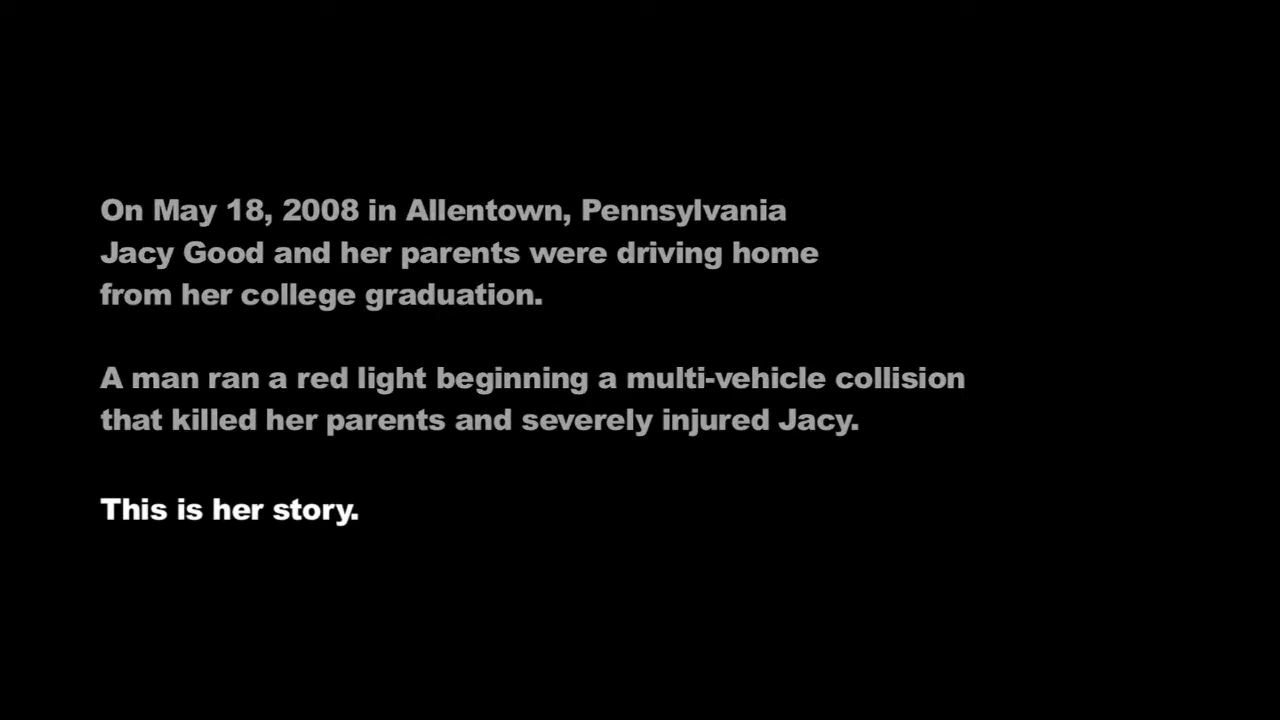 On May 18, 2008 in Allentown, Pennsylvania
Jacy Good and her parents were driving home
from her college graduation.
A man ran a red light beginning a multi-vehicle collision
that killed her parents and severely injured Jacy.
This is her story.